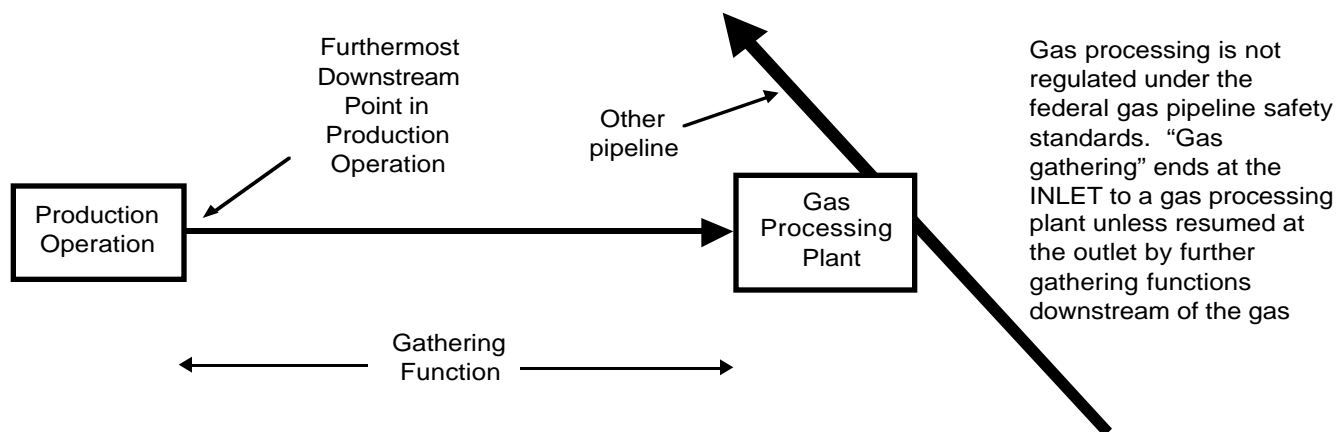 Furthermost
Downstream
Point in
Production
Operation
Other
pipeline
Production
Operation
Gas
Processing
Plant
Gathering
Function
Gas processing is not
regulated under the
federal gas pipeline safety
standards.  “Gas
gathering” ends at the
INLET to a gas processing
plant unless resumed at
the outlet by further
gathering functions
downstream of the gas